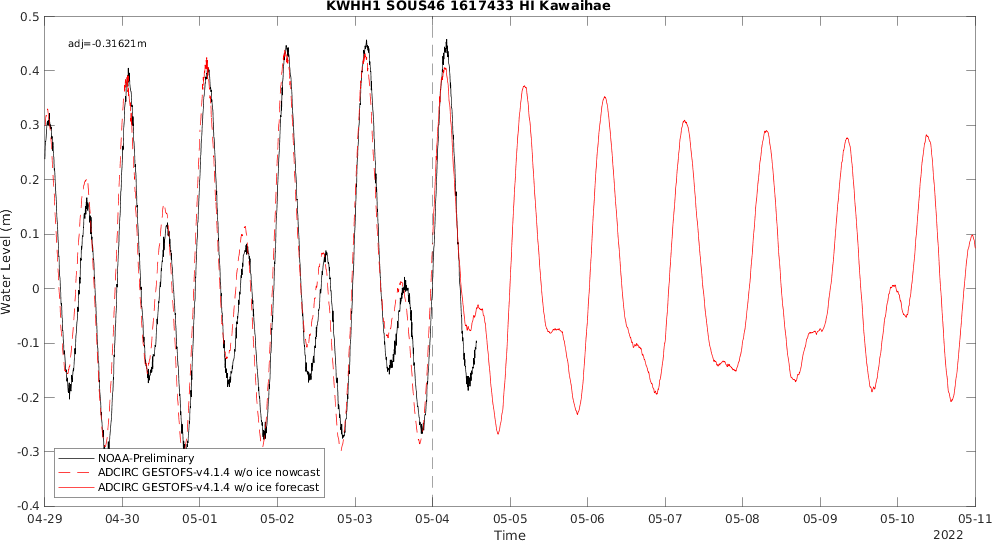 KWHH1 SOUS46 1617433 HI Kawaihae
adj=-0.31621m
0.5
0.4
0.3
0.2
0.1
0
-0.1
-0.2
-0.3
-0.4
Water Level (m)
NOAA-Preliminary
ADCIRC GESTOFS-v4.1.4 w/o ice nowcast
ADCIRC GESTOFS-v4.1.4 w/o ice forecast
04-29 04-30 05-01 05-02 05-03 05-04 05-05 05-06 05-07 05-08 05-09 05-10 05-11
Time
2022